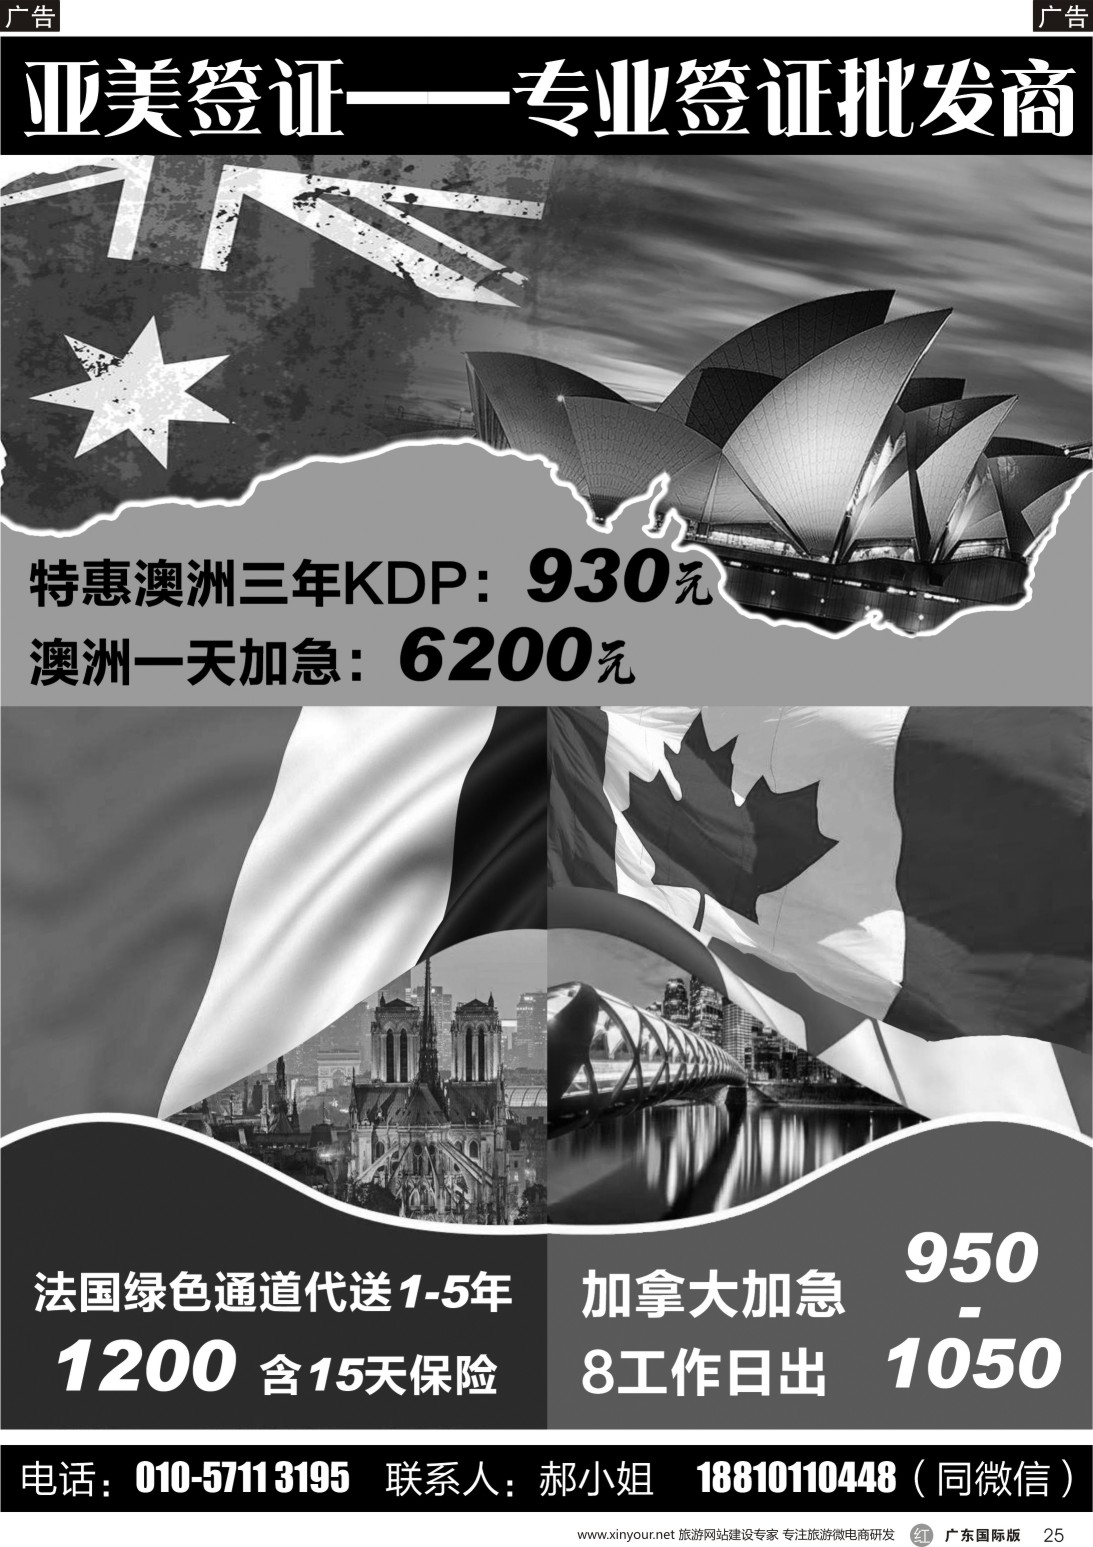 广告
广告
亚美签证——专业签证批发商
特惠澳洲三年KDP：930元
澳洲一天加急：6200元
法国绿色通道代送1-5年
1200 含15天保险
加拿大加急
8工作日出
950
-
1050
电话：010-5711 3195 联系人：郝小姐 18810110448（同微信）
www.xinyour.net 旅游网站建设专家 专注旅游微电商研发 红 广东国际版 25